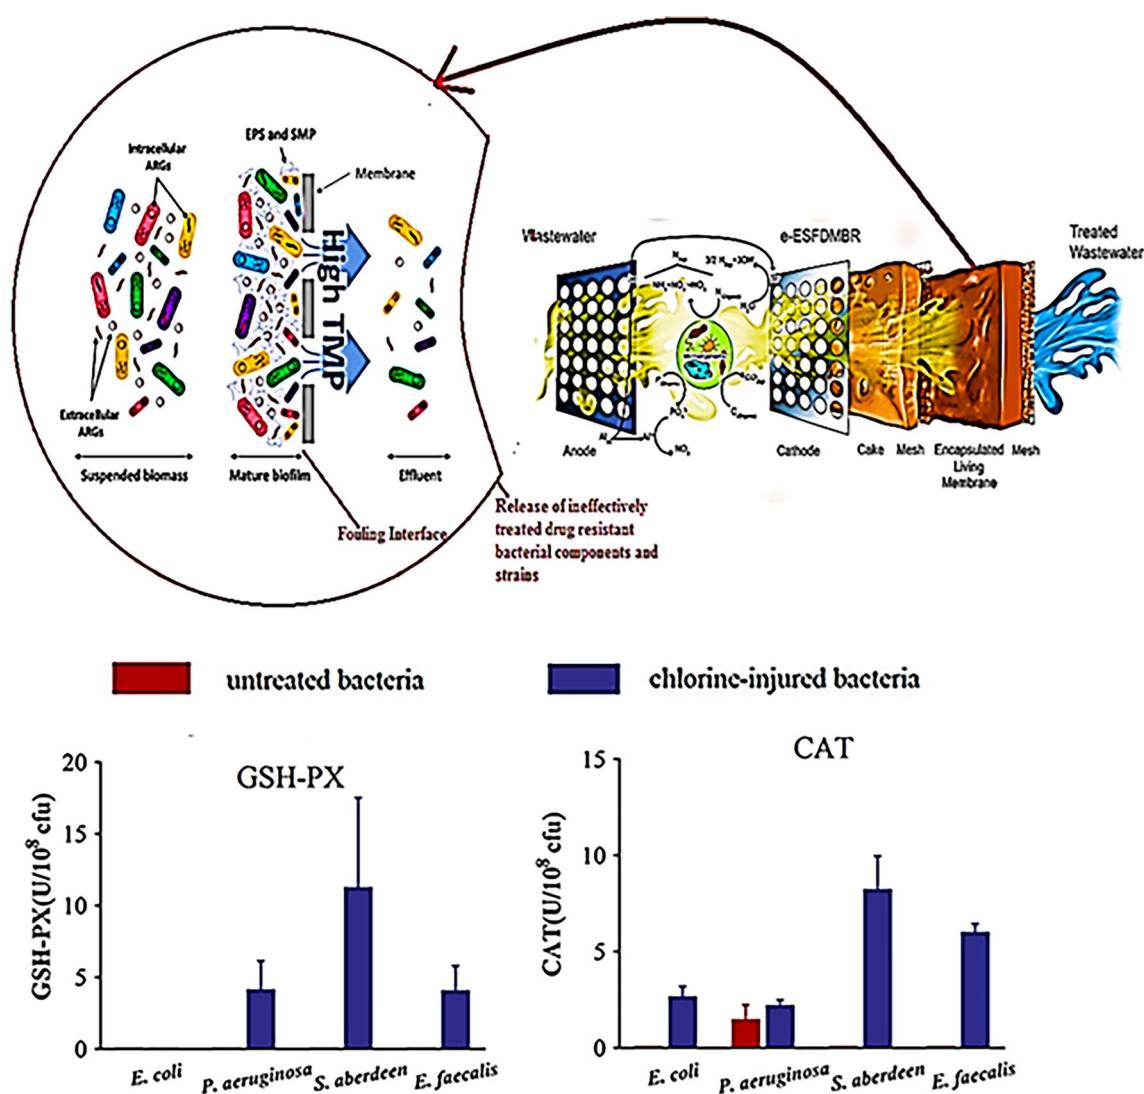 Intracellular
ARGs
EPS and SMP
Membrane
High TMP
Extracellular
ARGs
Suspended biomass
Mature biofilm
Effluent
Fouling Interface
Release of ineffectively
treated drug resistant
bacterial components and
strains
Wastewater
e-ESFDMBR
Treated
Wastewater
Anode
Cathode
Cake
Mesh
Encapsulated
Living
Membrane
Mesh
untreated bacteria
chlorine-injured bacteria
GSH-PX
GSH-PX(U/10⁸ cfu)
20
15
10
5
0
E. coli
P. aeruginosa
S. aberdeen
E. faecalis
CAT
CAT(U/10⁸ cfu)
15
10
5
0
E. coli
P. aeruginosa
S. aberdeen
E. faecalis